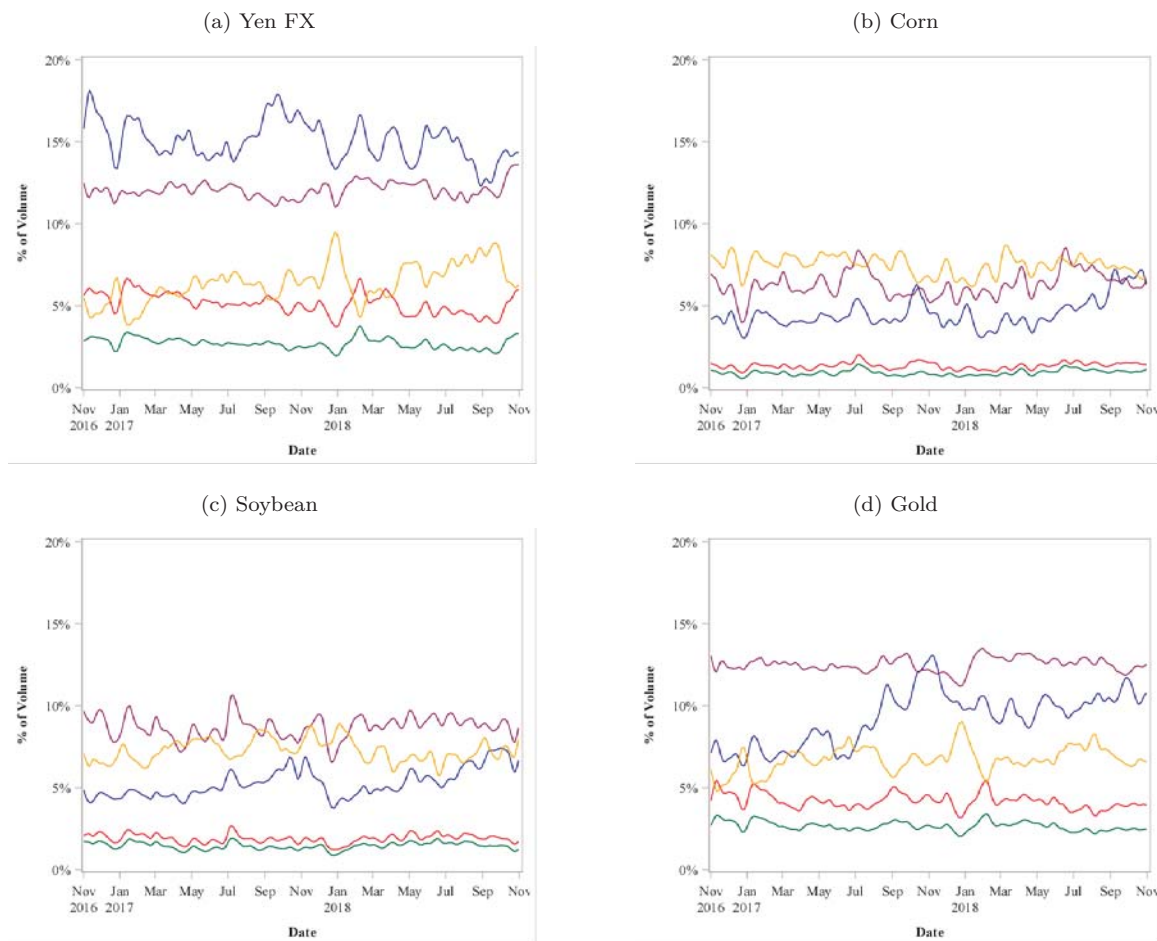 (a) Yen FX
20%
15%
10%
5%
0%
% of Volume
Nov Jan Mar May Jul Sep Nov Jan Mar May Jul Sep Nov
2016 2017 2018
Date
(b) Corn
20%
15%
10%
5%
0%
% of Volume
Nov Jan Mar May Jul Sep Nov Jan Mar May Jul Sep Nov
2016 2017 2018
Date
(c) Soybean
20%
15%
10%
5%
0%
% of Volume
Nov Jan Mar May Jul Sep Nov Jan Mar May Jul Sep Nov
2016 2017 2018
Date
(d) Gold
20%
15%
10%
5%
0%
% of Volume
Nov Jan Mar May Jul Sep Nov Jan Mar May Jul Sep Nov
2016 2017 2018
Date